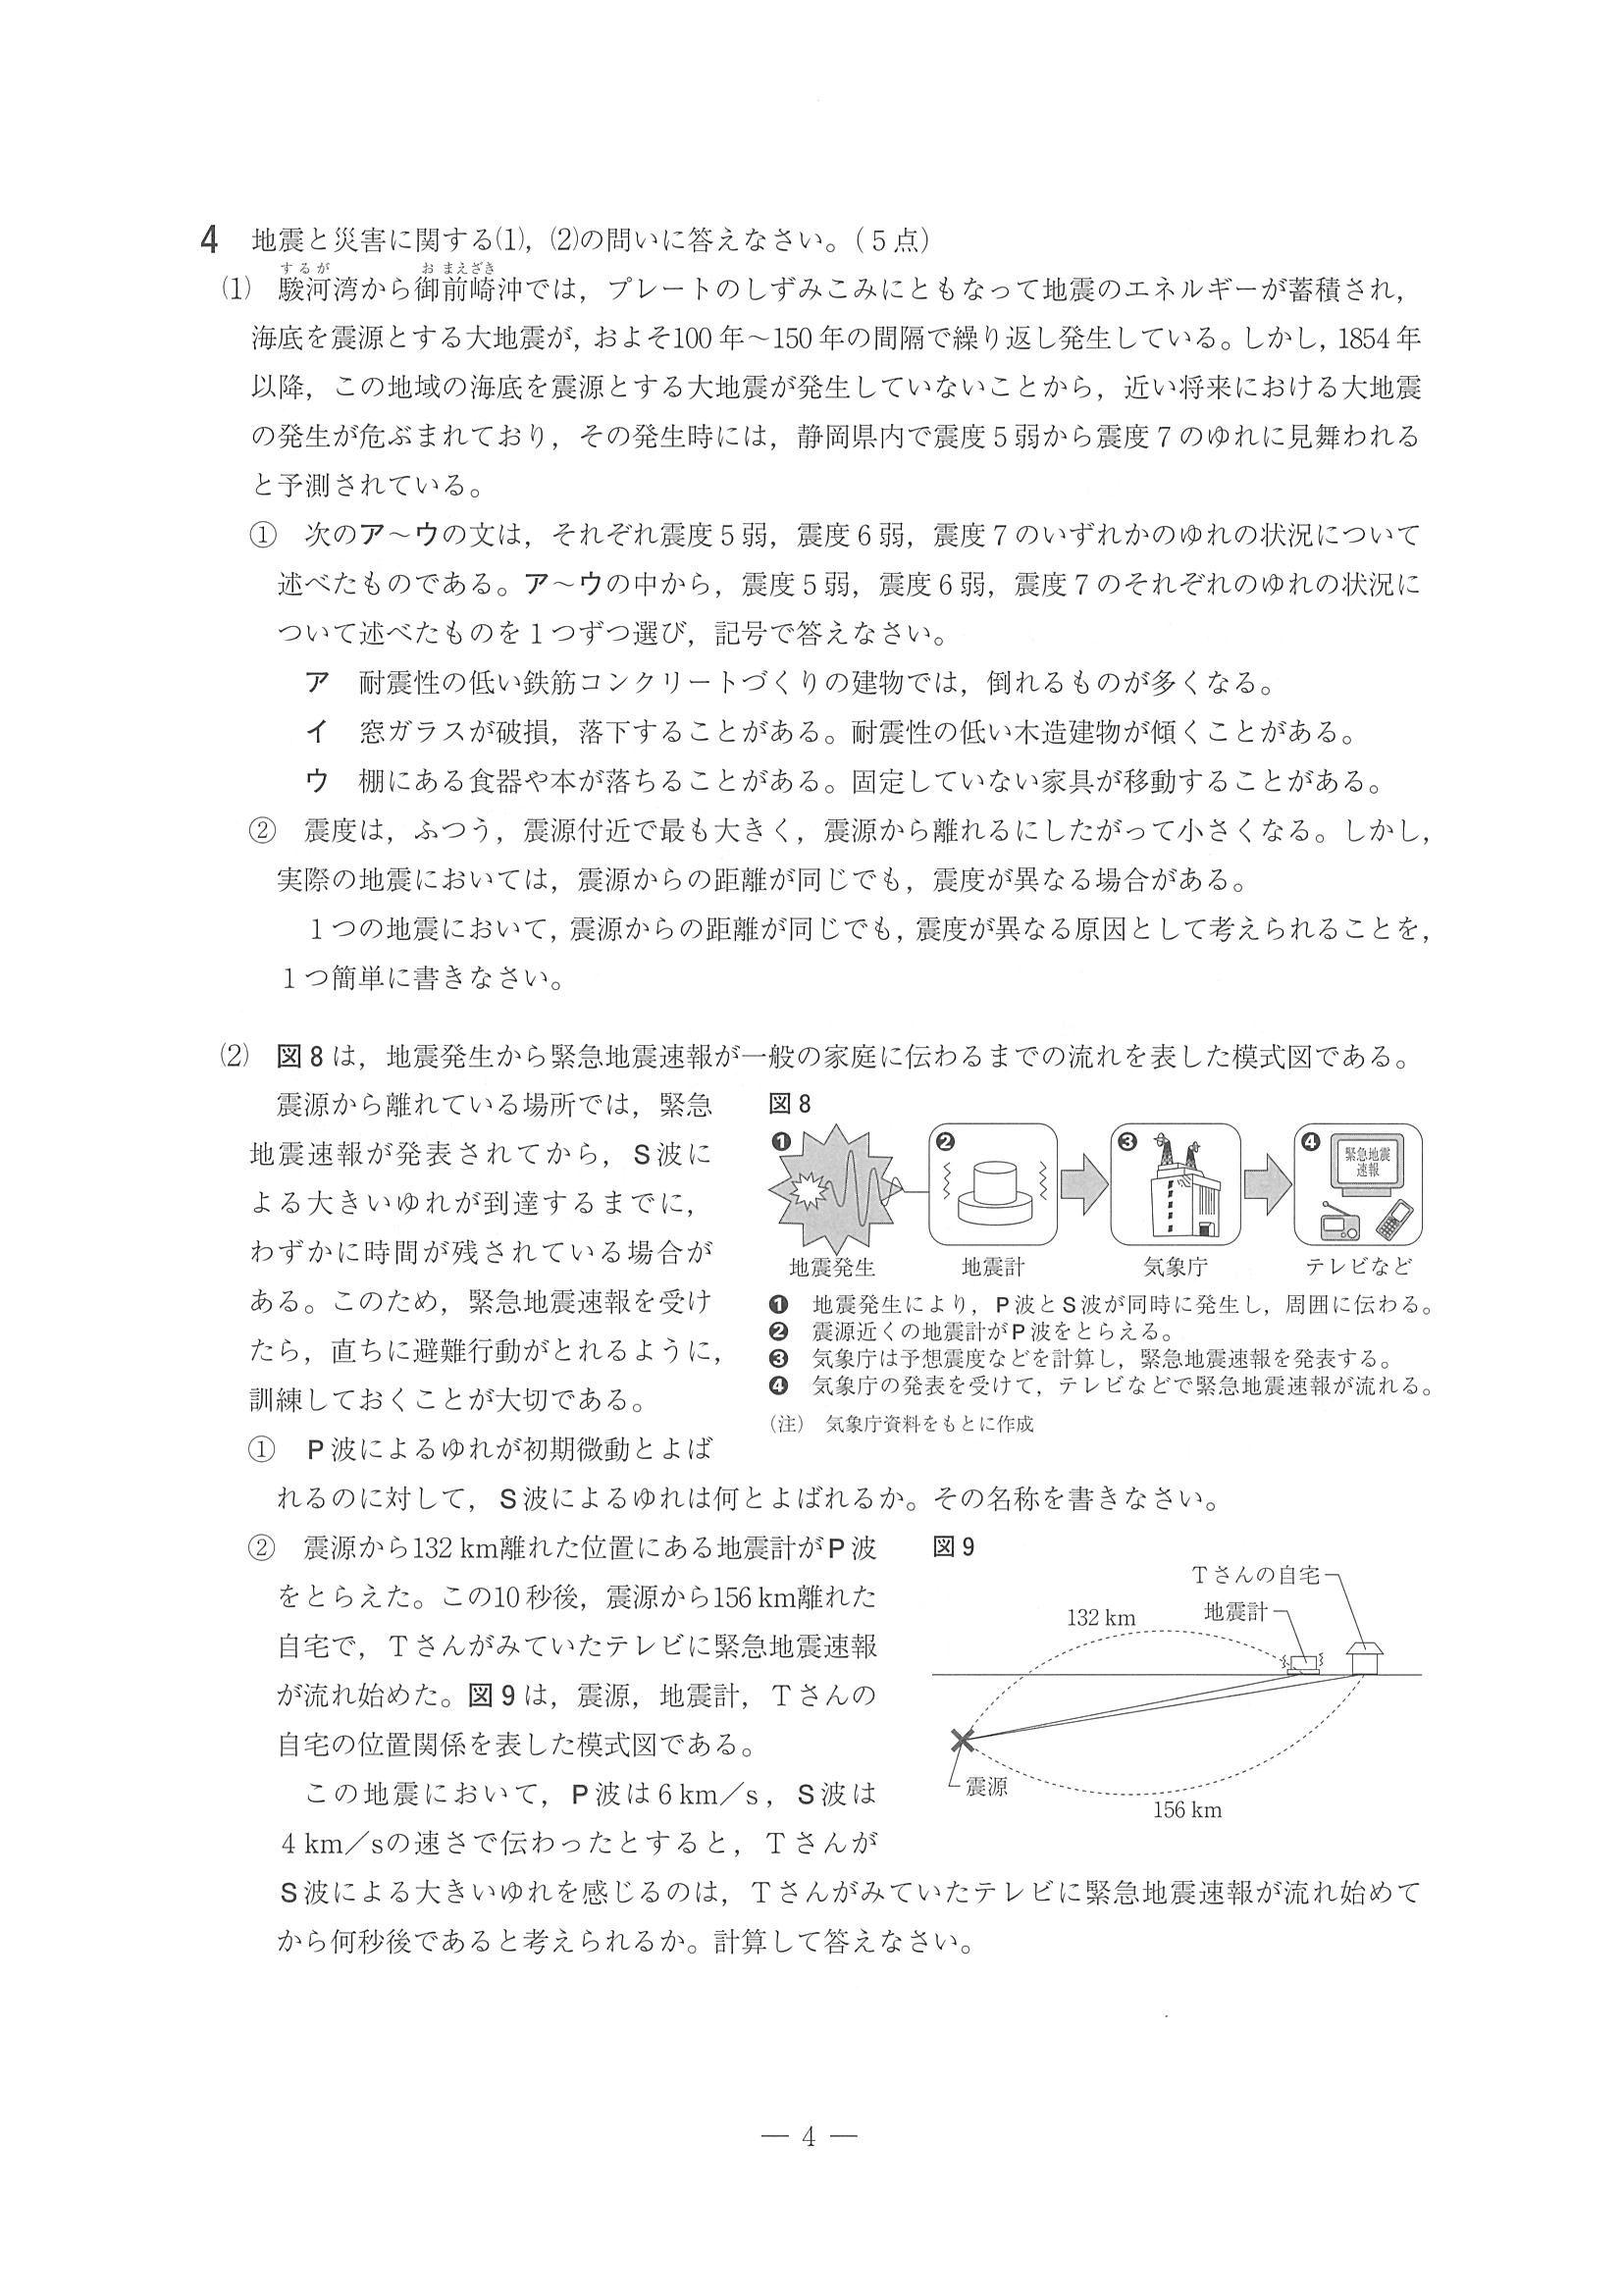 4　地震と災害に関する⑴，⑵の問いに答えなさい。（５点）
するが　お まえざき
⑴　駿河湾から御前崎沖では，プレートのしずみこみにともなって地震のエネルギーが蓄積され，
海底を震源とする大地震が，およそ100年～150年の間隔で繰り返し発生している。しかし，1854年
以降，この地域の海底を震源とする大地震が発生していないことから，近い将来における大地震
の発生が危ぶまれており，その発生時には，静岡県内で震度５弱から震度７のゆれに見舞われる
と予測されている。
①　次のア～ウの文は，それぞれ震度５弱，震度６弱，震度７のいずれかのゆれの状況について
述べたものである。ア～ウの中から，震度５弱，震度６弱，震度７のそれぞれのゆれの状況に
ついて述べたものを１つずつ選び，記号で答えなさい。
ア　耐震性の低い鉄筋コンクリートづくりの建物では，倒れるものが多くなる。
イ　窓ガラスが破損，落下することがある。耐震性の低い木造建物が傾くことがある。
ウ　棚にある食器や本が落ちることがある。固定していない家具が移動することがある。
②　震度は，ふつう，震源付近で最も大きく，震源から離れるにしたがって小さくなる。しかし，
実際の地震においては，震源からの距離が同じでも，震度が異なる場合がある。
１つの地震において，震源からの距離が同じでも，震度が異なる原因として考えられることを，
１つ簡単に書きなさい。
⑵　図８は，地震発生から緊急地震速報が一般の家庭に伝わるまでの流れを表した模式図である。
震源から離れている場所では，緊急
地震速報が発表されてから，Ｓ波に
よる大きいゆれが到達するまでに，
わずかに時間が残されている場合が
ある。このため，緊急地震速報を受け
たら，直ちに避難行動がとれるように，
訓練しておくことが大切である。
図８
❶　❷　❸　❹
緊急地震
速報
地震発生　地震計　気象庁　テレビなど
❶　地震発生により，Ｐ波とＳ波が同時に発生し，周囲に伝わる。
❷　震源近くの地震計がＰ波をとらえる。
❸　気象庁は予想震度などを計算し，緊急地震速報を発表する。
❹　気象庁の発表を受けて，テレビなどで緊急地震速報が流れる。
（注）　気象庁資料をもとに作成
①　Ｐ波によるゆれが初期微動とよば
れるのに対して，Ｓ波によるゆれは何とよばれるか。その名称を書きなさい。
②　震源から132 km離れた位置にある地震計がＰ波
をとらえた。この10秒後，震源から156 km離れた
自宅で，Ｔさんがみていたテレビに緊急地震速報
が流れ始めた。図９は，震源，地震計，Ｔさんの
自宅の位置関係を表した模式図である。
この地震において，Ｐ波は６km／s，Ｓ波は
４km／sの速さで伝わったとすると，Ｔさんが
Ｓ波による大きいゆれを感じるのは，Ｔさんがみていたテレビに緊急地震速報が流れ始めて
から何秒後であると考えられるか。計算して答えなさい。
図９
Ｔさんの自宅
地震計
132 km
震源
156 km
— 4 —